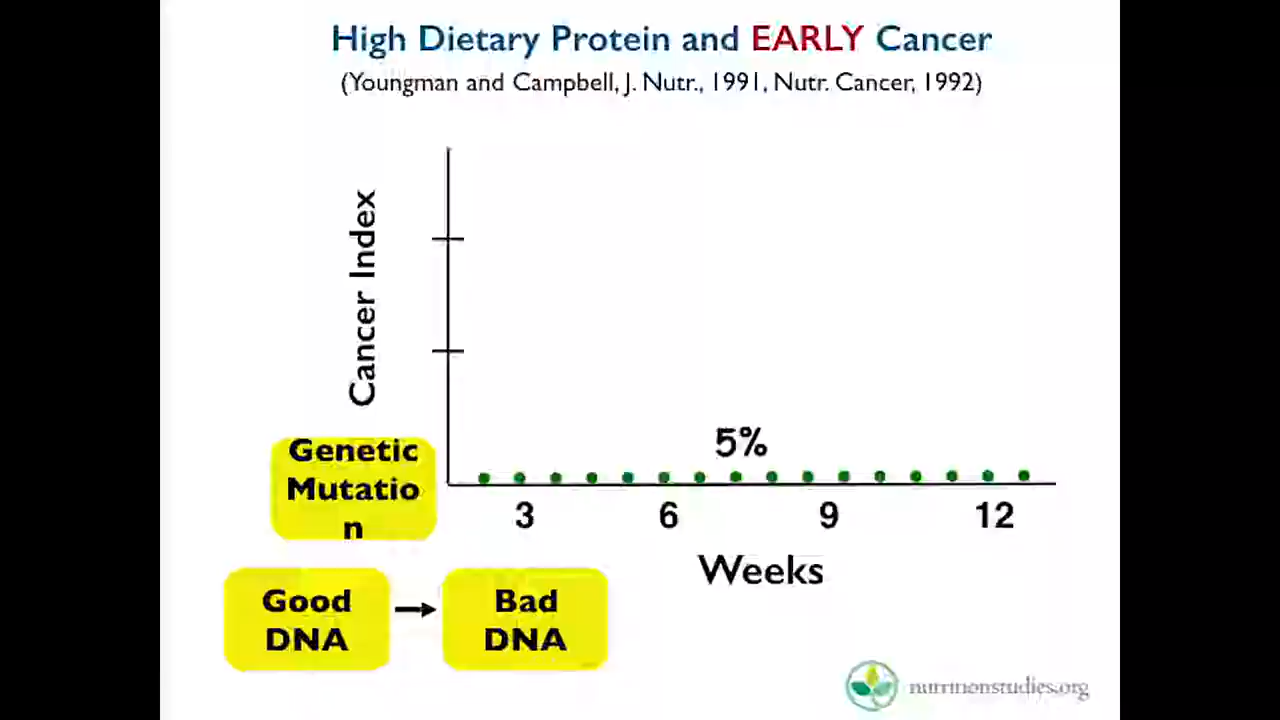 High Dietary Protein and EARLY Cancer
(Youngman and Campbell, J. Nutr., 1991, Nutr. Cancer, 1992)
Cancer Index
5%
Genetic
Mutatio
n
3 6 9 12
Weeks
Good
DNA
Bad
DNA
nutritionstudies.org